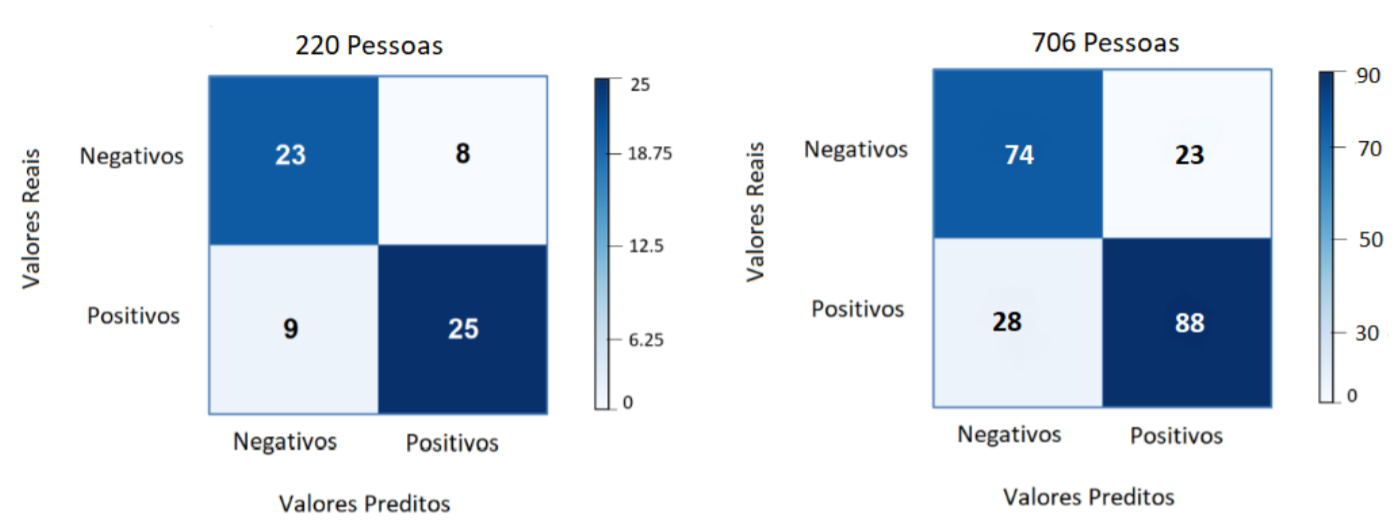 220 Pessoas
Valores Reais
Negativos
23
8
Positivos
9
25
Negativos
Positivos
Valores Preditos
25
18.75
12.5
6.25
0
706 Pessoas
Valores Reais
Negativos
74
23
Positivos
28
88
Negativos
Positivos
Valores Preditos
90
70
50
30
0